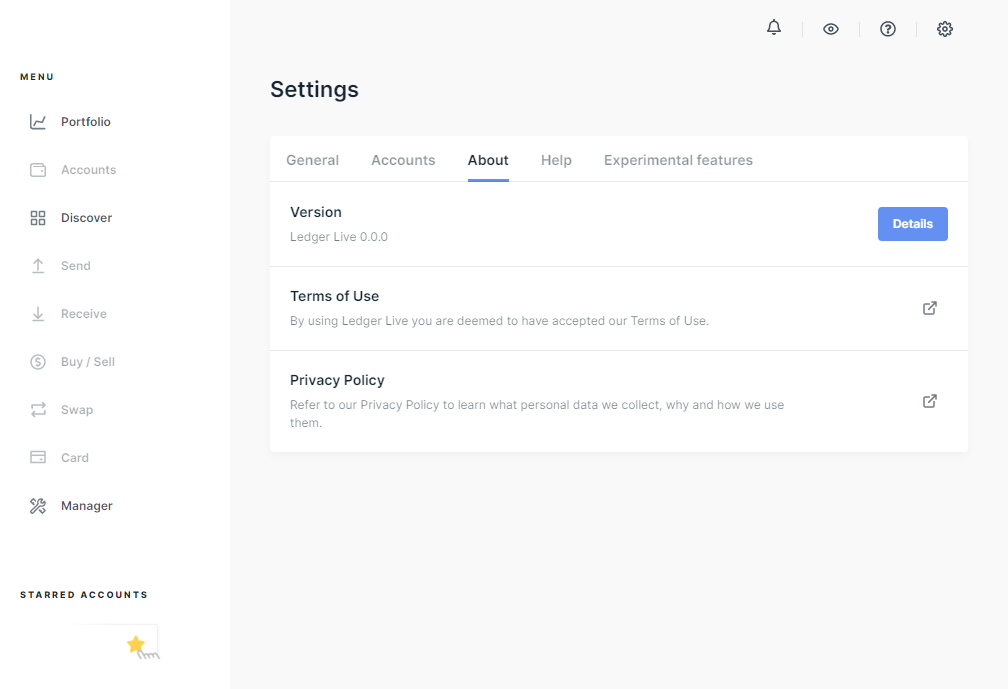 MENU
Portfolio
Accounts
Discover
Send
Receive
Buy / Sell
Swap
Card
Manager
STARRED ACCOUNTS
Settings
General Accounts About Help Experimental features
Version
Ledger Live 0.0.0
Details
Terms of Use
By using Ledger Live you are deemed to have accepted our Terms of Use.
Privacy Policy
Refer to our Privacy Policy to learn what personal data we collect, why and how we use
them.